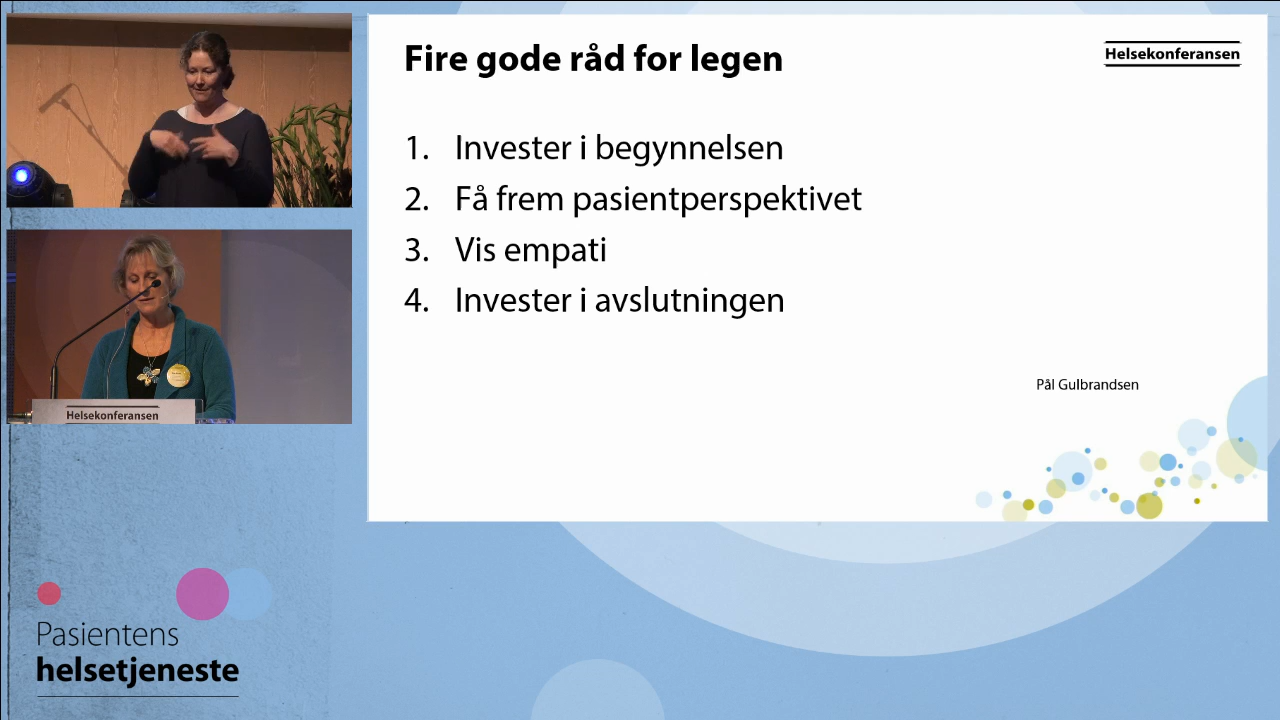 Fire gode råd for legen
Helsekonferansen
1. Invester i begynnelsen
2. Få frem pasientperspektivet
3. Vis empati
4. Invester i avslutningen
Pål Gulbrandsen
Helsekonferansen
Pasientens
helsetjeneste